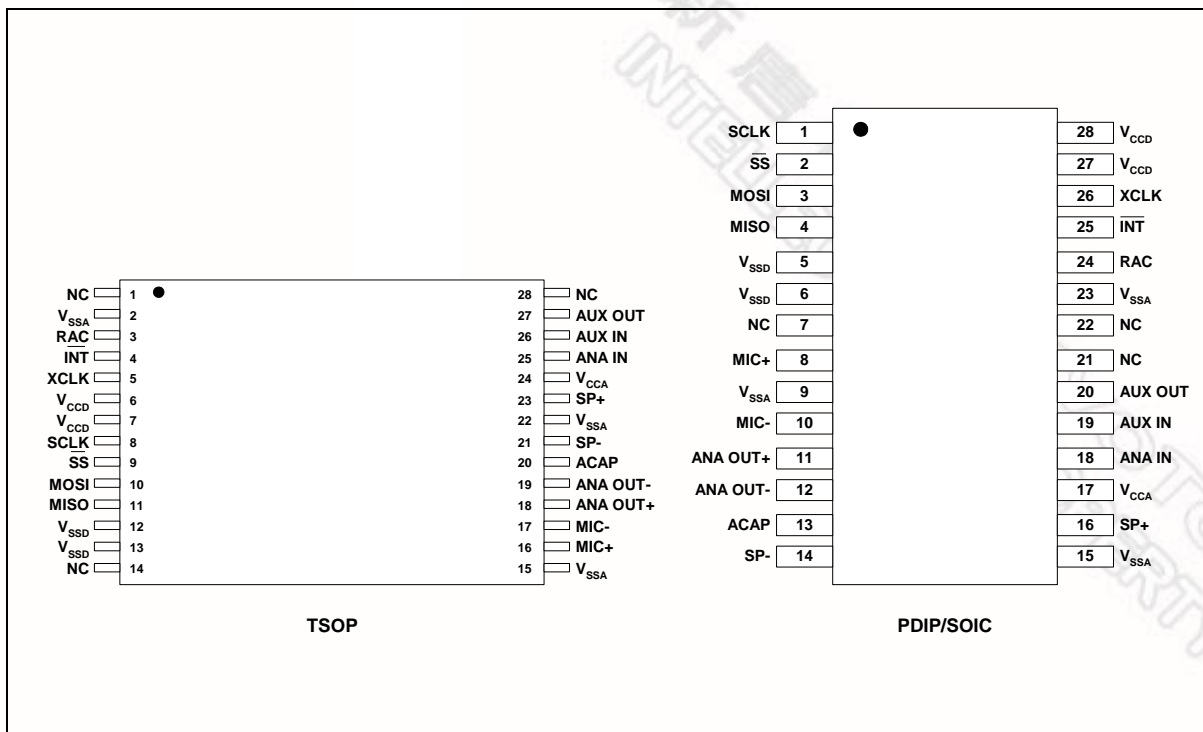 新唐
SCLK 1 28 VCCD
SS 2 27 VCCD
MOSI 3 26 XCLK
MISO 4 25 INT
VSSD 5 24 RAC
VSSD 6 23 VSSA
NC 7 22 NC
MIC+ 8 21 NC
VSSA 9 20 AUX OUT
MIC- 10 19 AUX IN
ANA OUT+ 11 18 ANA IN
ANA OUT- 12 17 VCCA
ACAP 13 16 SP+
SP- 14 15 VSSA
PDIP/SOIC
NC 1 28 NC
VSSA 2 27 AUX OUT
RAC 3 26 AUX IN
INT 4 25 ANA IN
XCLK 5 24 VCCA
VCCD 6 23 SP+
VCCD 7 22 VSSA
SCLK 8 21 SP-
SS 9 20 ACAP
MOSI 10 19 ANA OUT-
MISO 11 18 ANA OUT+
VSSD 12 17 MIC-
VSSD 13 16 MIC+
NC 14 15 VSSA
TSOP